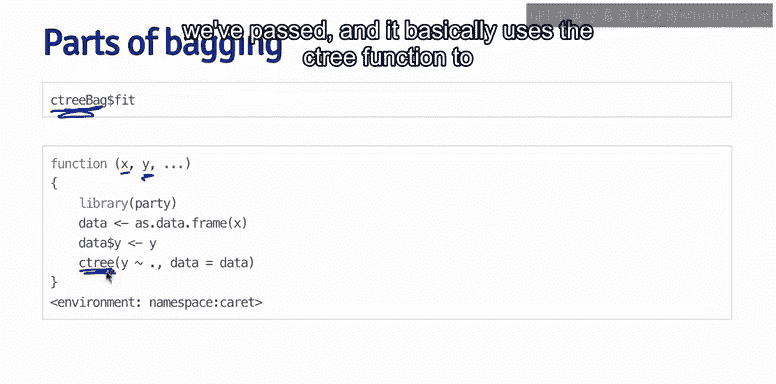 we've passed, and it basically uses the
ctree function to
Parts of bagging
ctreeBag$fit
function (x, y, ...)
{
    library(party)
    data <- as.data.frame(x)
    data$y <- y
    ctree(y ~ ., data = data)
}
<environment: namespace:caret>